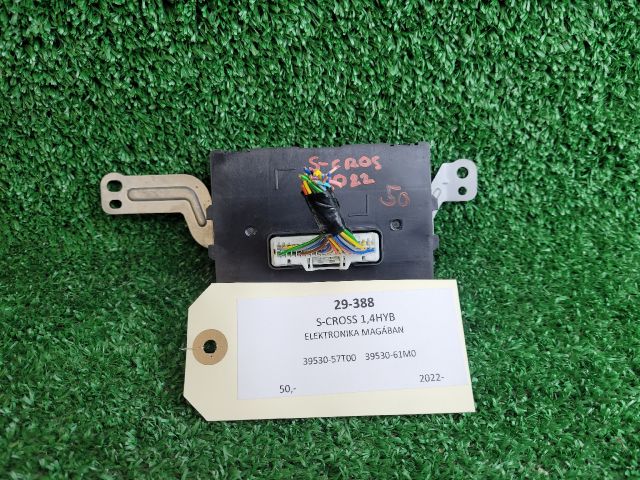 S-CROS
2022
50
29-388
S-CROSS 1,4HYB
ELEKTRONIKA MAGÁBAN
39530-57T00 39530-61M0
50,- 2022-